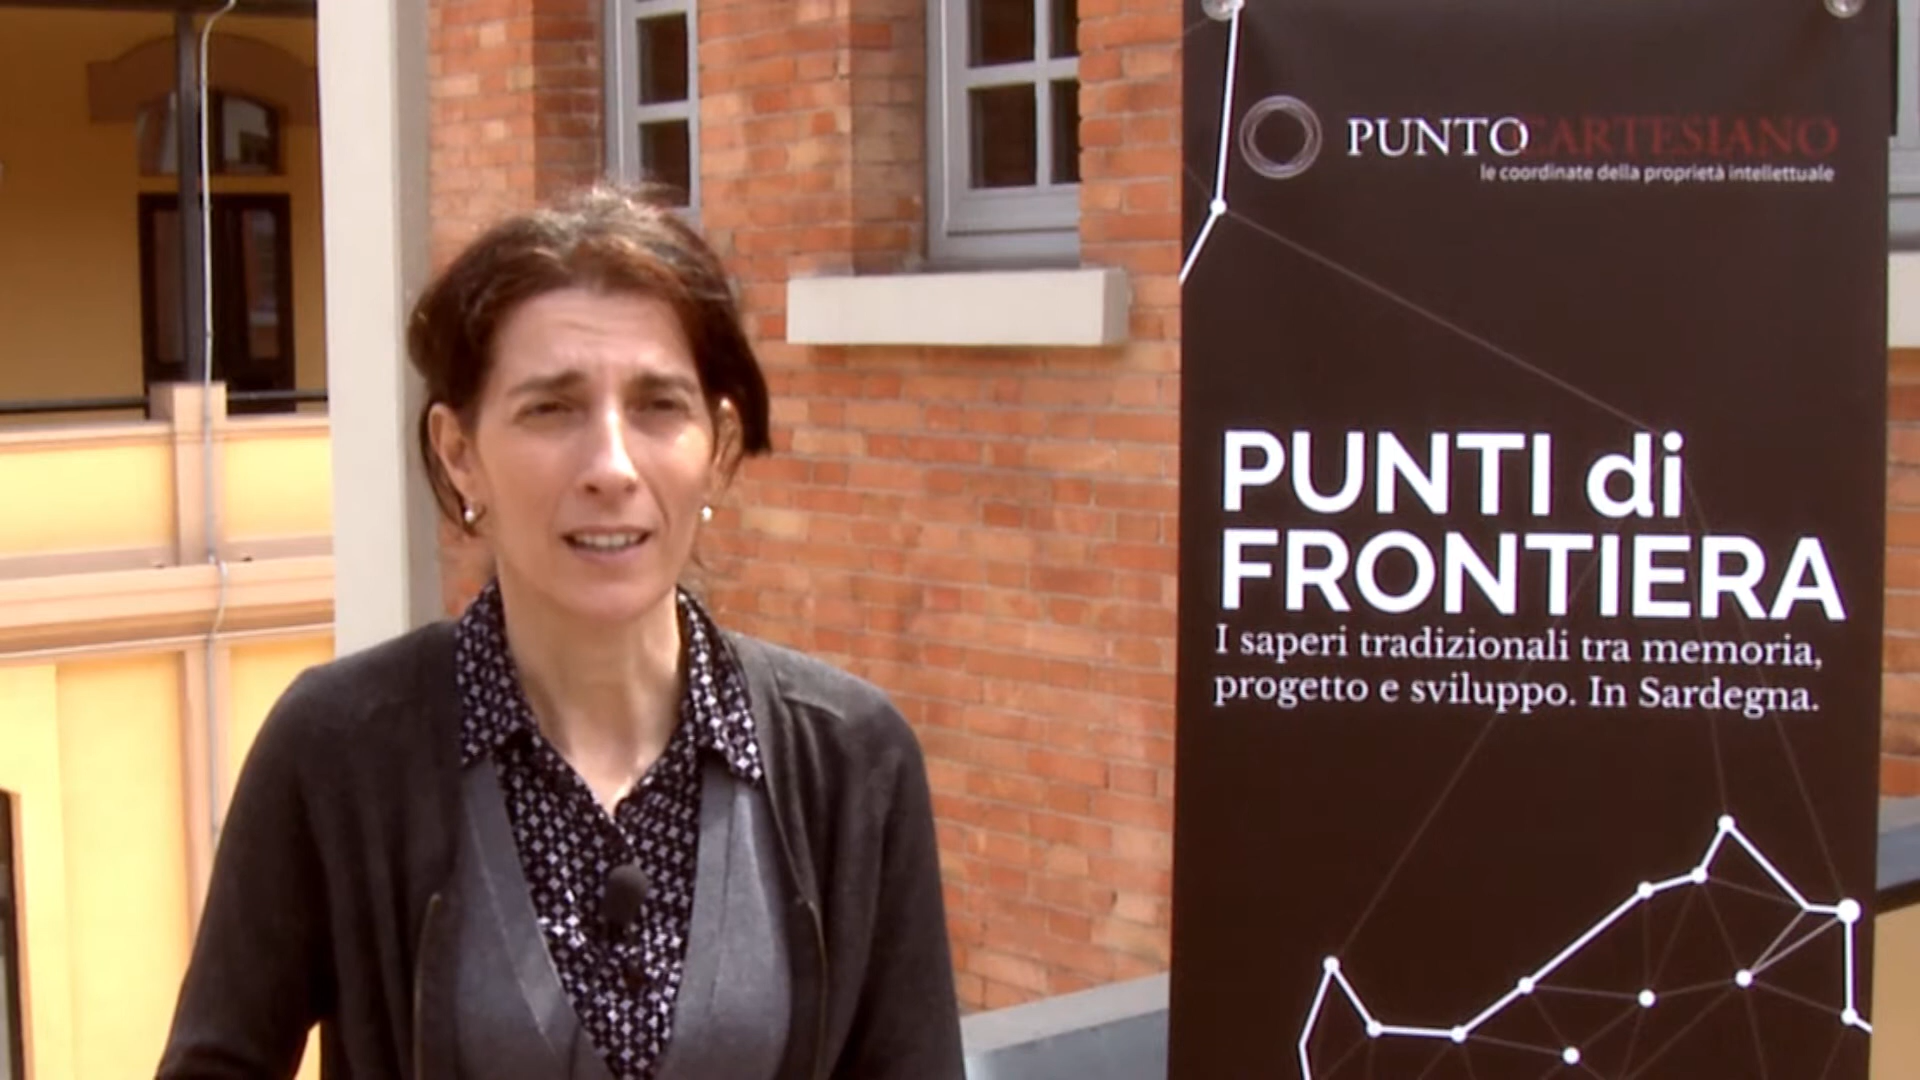 PUNTO CARTESIANO
le coordinate della proprietà intellettuale
PUNTI di
FRONTIERA
I saperi tradizionali tra memoria,
progetto e sviluppo. In Sardegna.